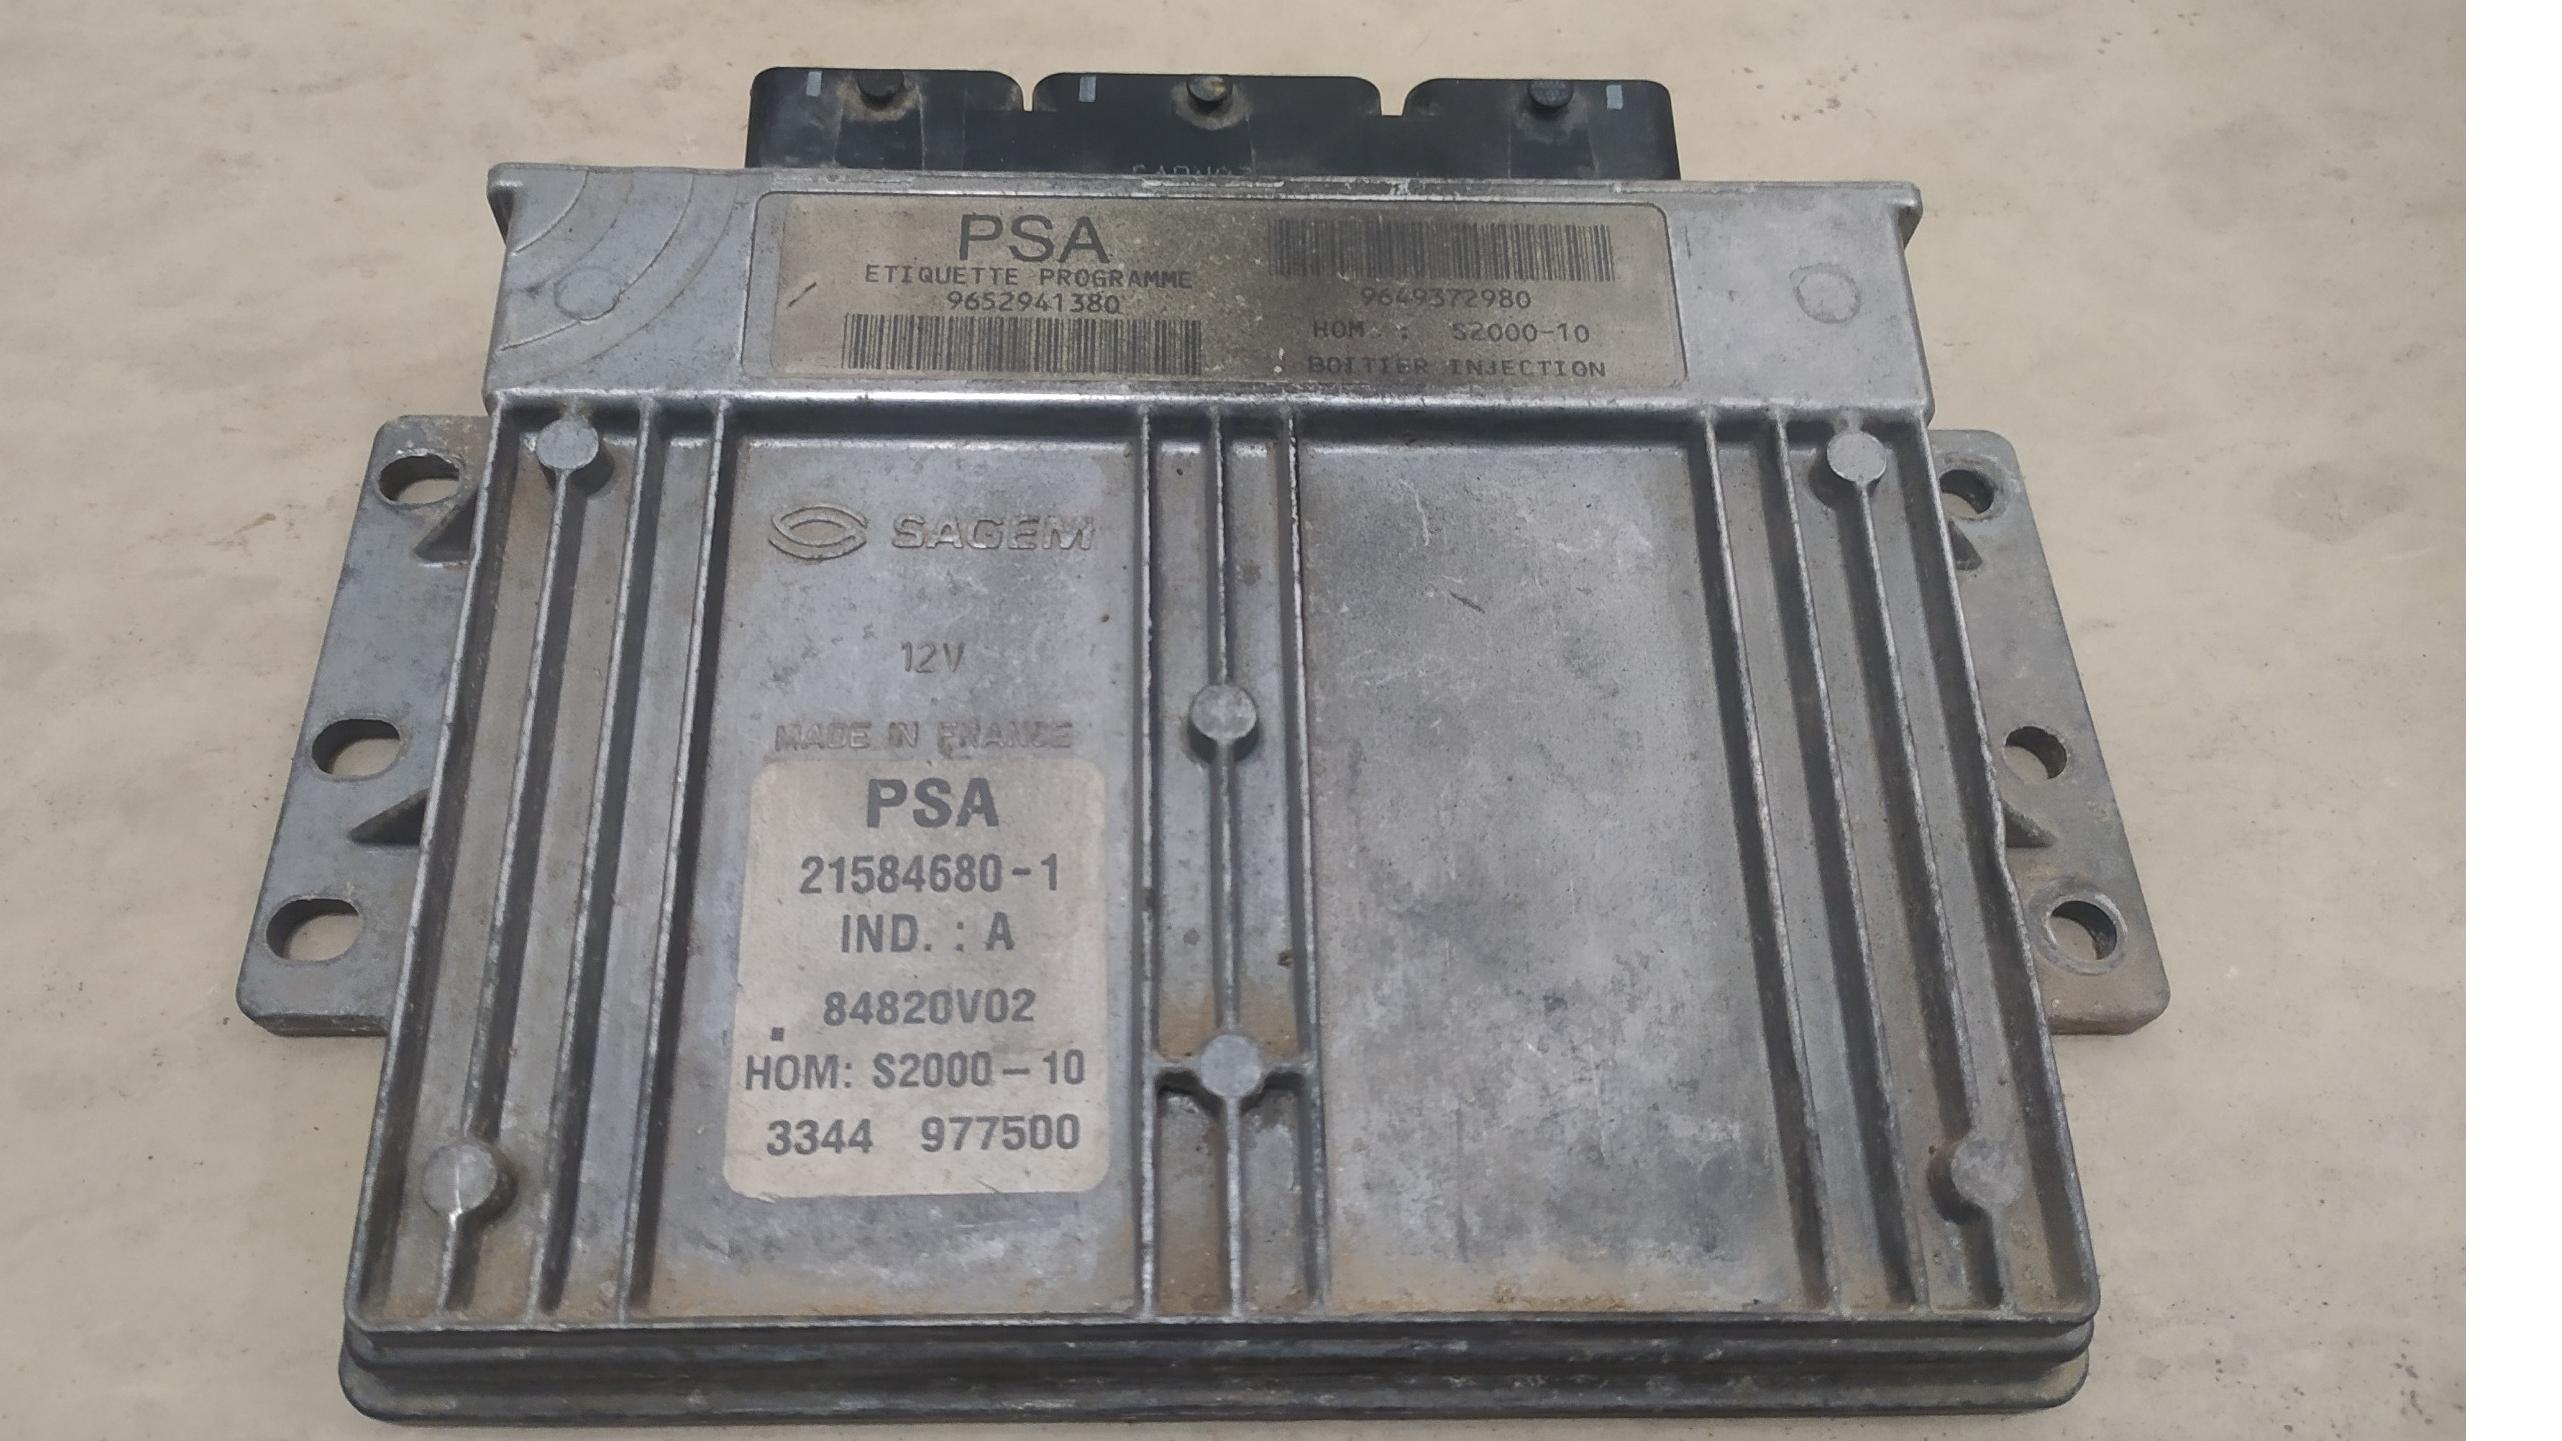 PSA
ETIQUETTE PROGRAMME
9652941380
9649372980
HOM. : S2000-10
BOITIER INJECTION
SAGEM
12V
MADE IN FRANCE
PSA
21584680-1
IND. : A
84820V02
HOM: S2000-10
3344 977500